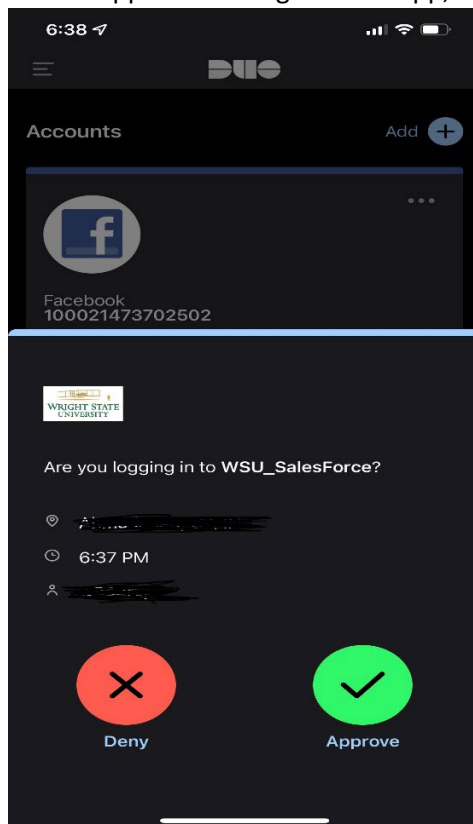 6:38
DUO
Accounts
Add
Facebook
100021473702502
WRIGHT STATE
UNIVERSITY
Are you logging in to WSU_SalesForce?
6:37 PM
Deny
Approve